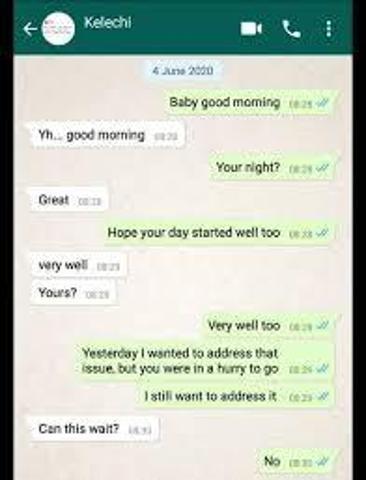 Kelechi
4 June 2020
Baby good morning 08:28
Yh... good morning 08:28
Your night? 08:28
Great 08:28
Hope your day started well too 08:28
very well 08:29
Yours? 08:29
Very well too 08:29
Yesterday I wanted to address that
issue, but you were in a hurry to go 08:29
I still want to address it 08:29
Can this wait? 08:30
No 08:30